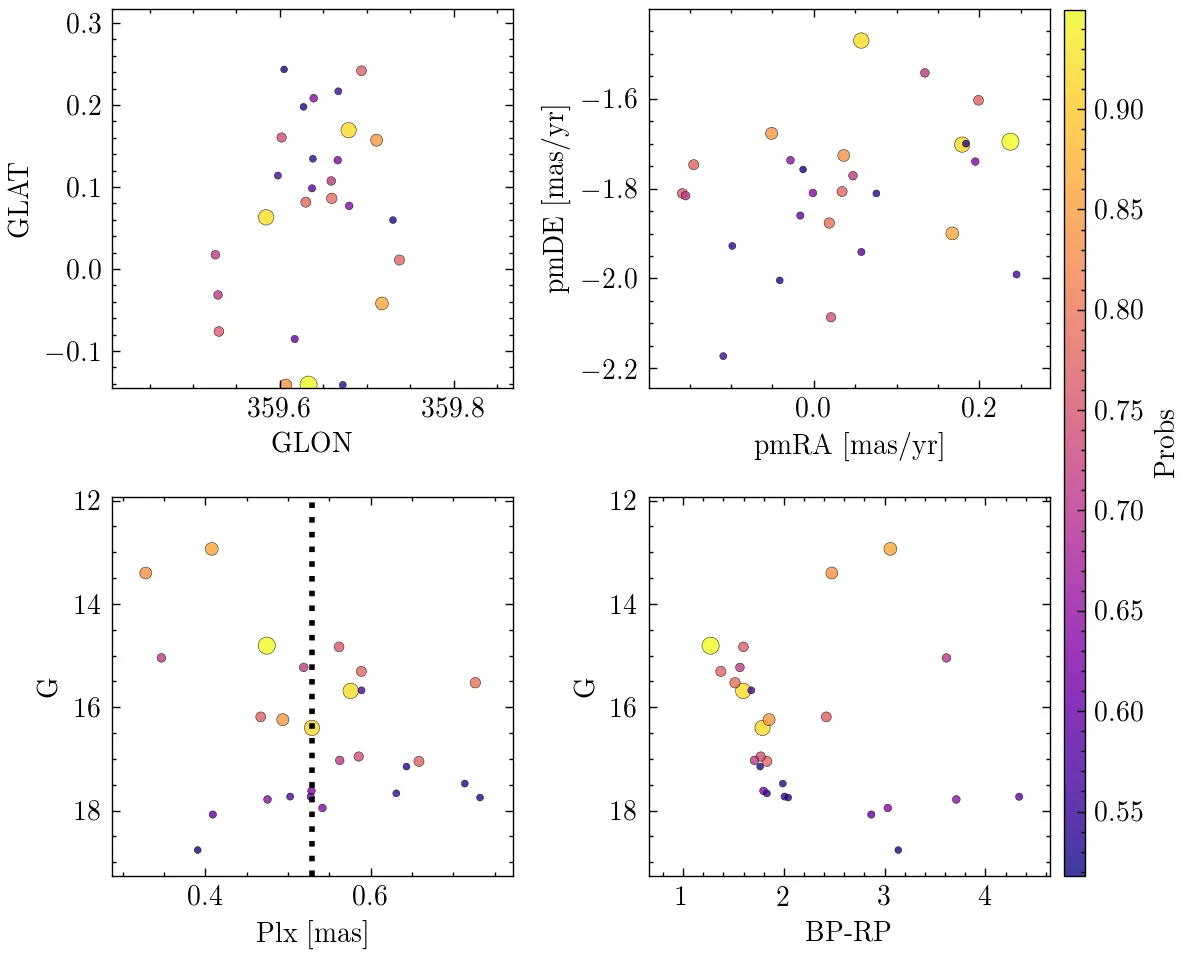 0.3
0.2
0.1
0.0
−0.1
GLAT
359.6 359.8
GLON
−1.6
−1.8
−2.0
−2.2
pmDE [mas/yr]
0.0 0.2
pmRA [mas/yr]
12
14
16
18
G
0.4 0.6
Plx [mas]
12
14
16
18
G
1 2 3 4
BP-RP
0.90
0.85
0.80
0.75
0.70
0.65
0.60
0.55
Probs